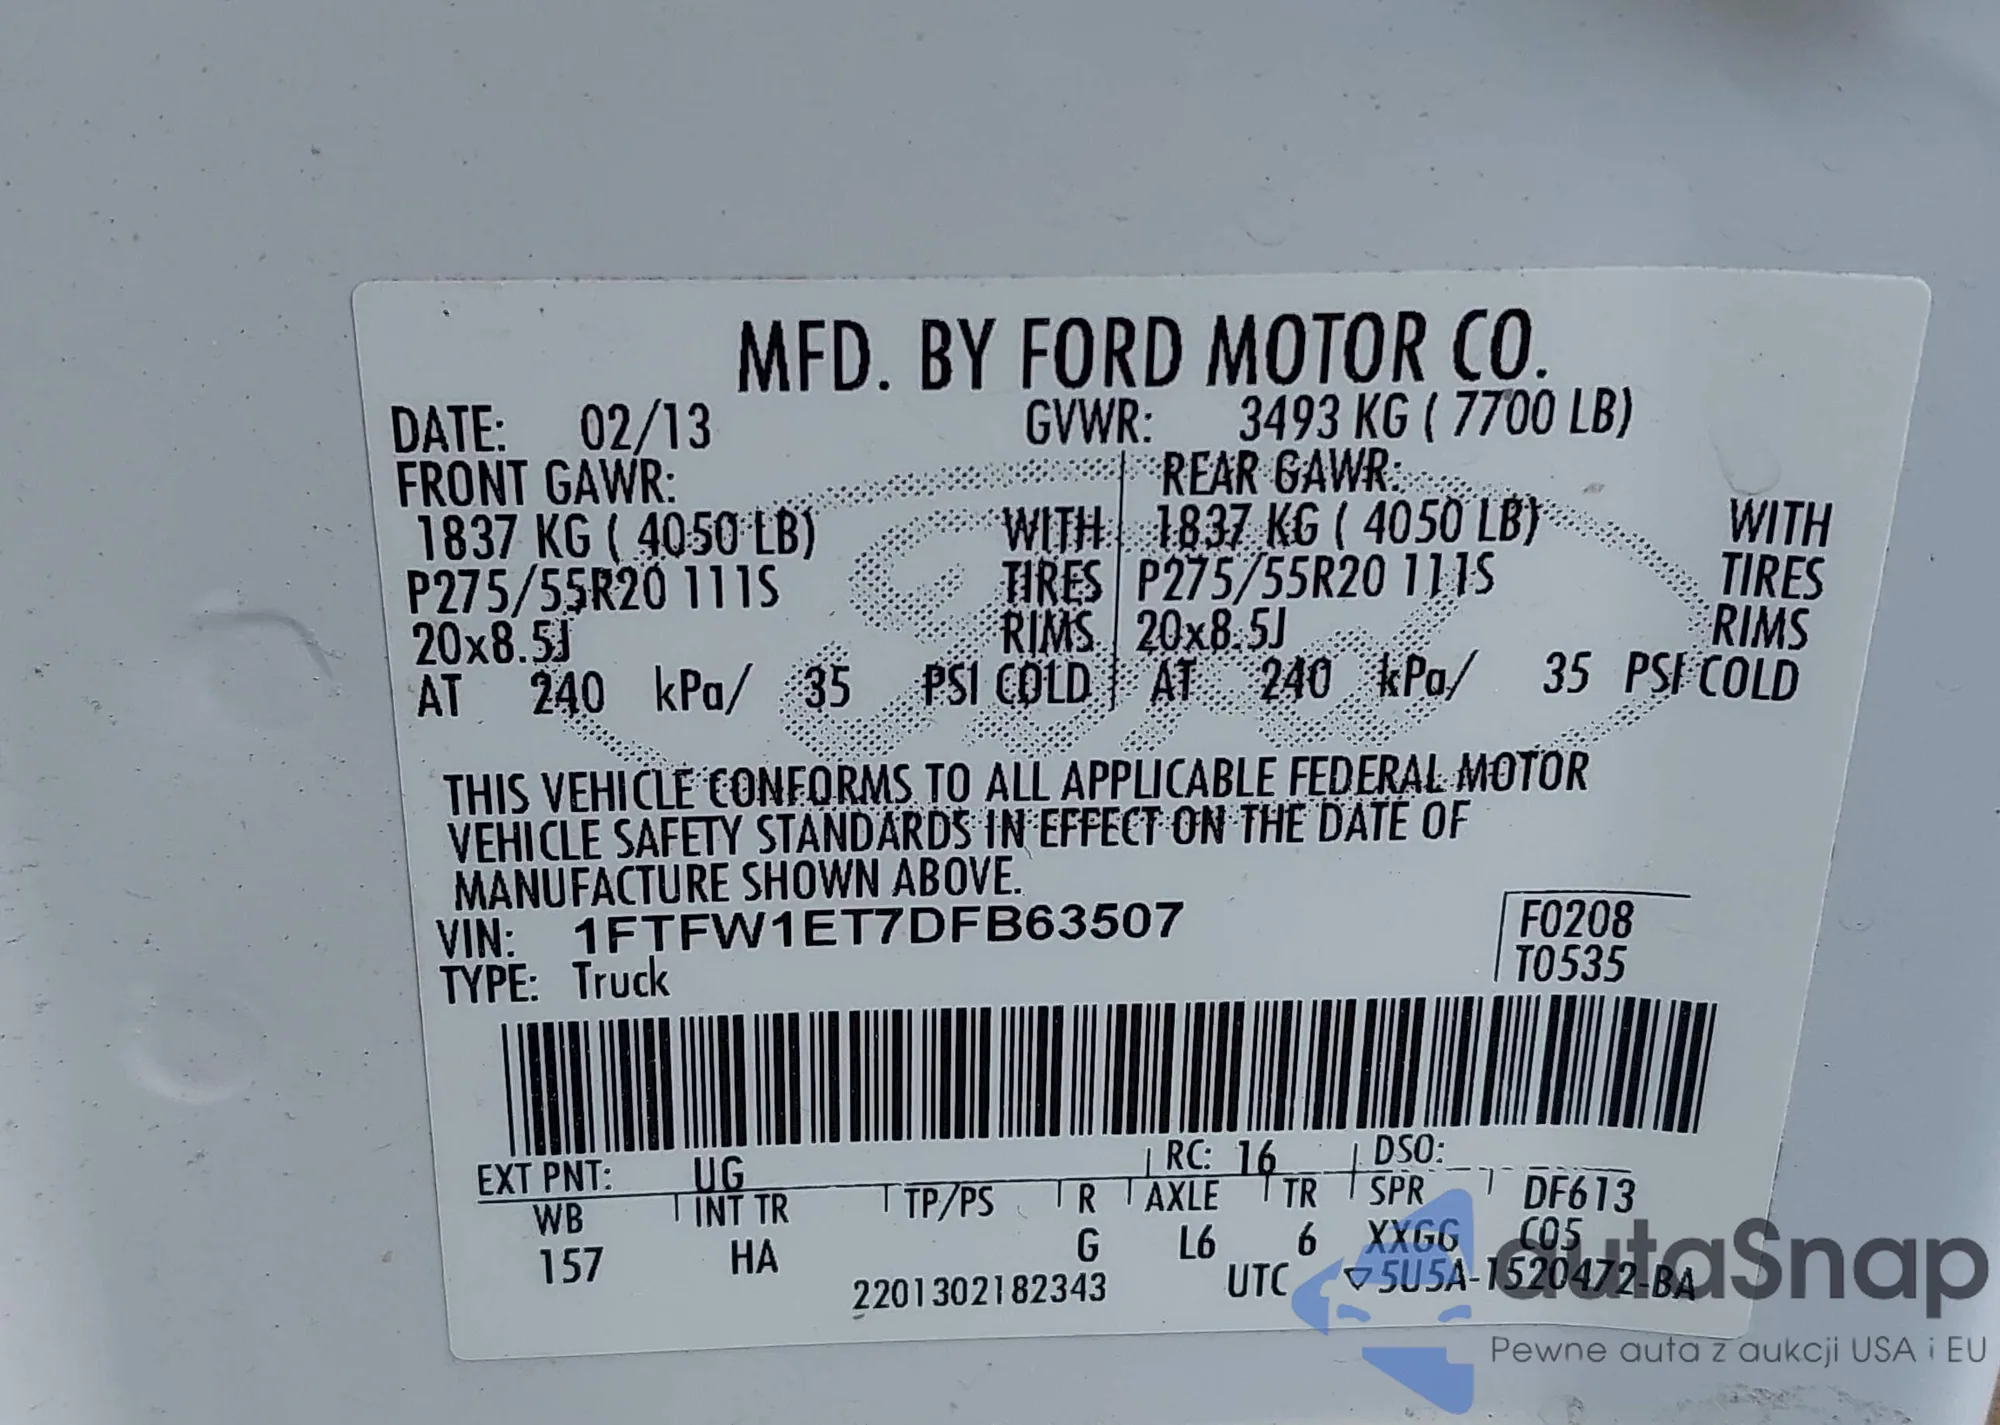 MFD. BY FORD MOTOR CO.
DATE: 02/13 GVWR: 3493 KG ( 7700 LB)
FRONT GAWR: REAR GAWR:
1837 KG ( 4050 LB) WITH 1837 KG ( 4050 LB) WITH
P275/55R20 111S TIRES P275/55R20 111S TIRES
20x8.5J RIMS 20x8.5J RIMS
AT 240 kPa/ 35 PSI COLD AT 240 kPa/ 35 PSI COLD
THIS VEHICLE CONFORMS TO ALL APPLICABLE FEDERAL MOTOR
VEHICLE SAFETY STANDARDS IN EFFECT ON THE DATE OF
MANUFACTURE SHOWN ABOVE.
VIN: 1FTFW1ET7DFB63507 F0208
TYPE: Truck T0535
EXT PNT: UG RC: 16 DSO:
WB INT TR TP/PS R AXLE TR SPR DF613
157 HA G L6 6 XXGG C05
2201302182343 UTC ▽5U5A-1520472-BA
autaSnap
Pewne auta z aukcji USA i EU